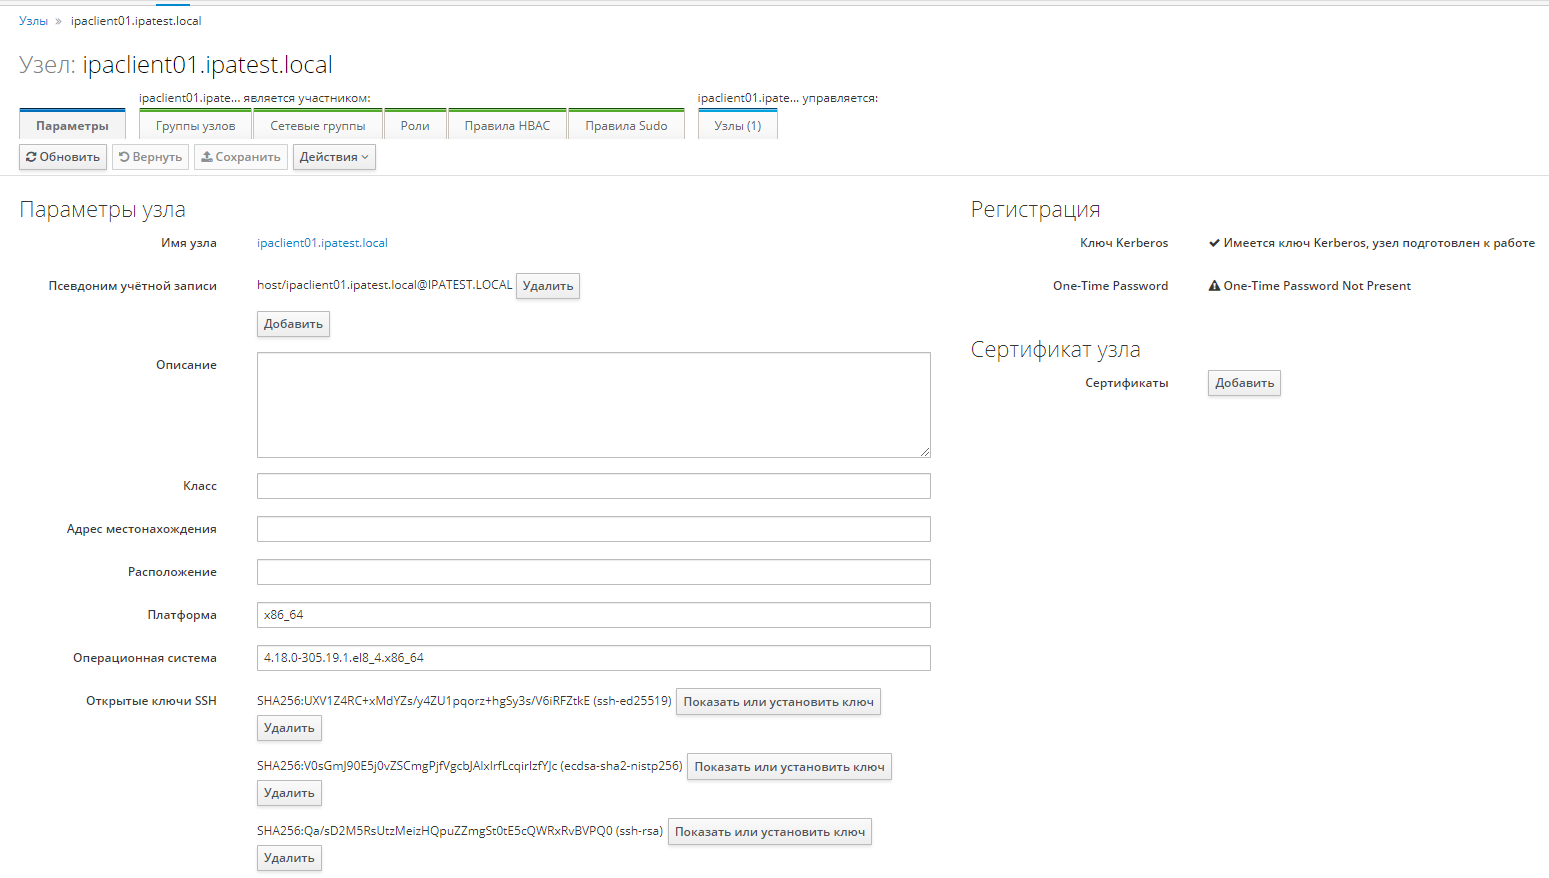 Узлы » ipaclient01.ipatest.local
Узел: ipaclient01.ipatest.local
ipaclient01.ipate... является участником:
ipaclient01.ipate... управляется:
Параметры Группы узлов Сетевые группы Роли Правила HBAC Правила Sudo Узлы (1)
Обновить Вернуть Сохранить Действия
Параметры узла
Имя узла ipaclient01.ipatest.local
Псевдоним учётной записи host/ipaclient01.ipatest.local@IPATEST.LOCAL Удалить
Добавить
Описание
Класс
Адрес местонахождения
Расположение
Платформа x86_64
Операционная система 4.18.0-305.19.1.el8_4.x86_64
Открытые ключи SSH SHA256:UXV1Z4RC+xMdYZs/y4ZU1pqorz+hgSy3s/V6iRFZtkE (ssh-ed25519) Показать или установить ключ
Удалить
SHA256:V0sGmJ90E5j0vZSCmgPjfVgcbJAlxIrfLcqirIzfYJc (ecdsa-sha2-nistp256) Показать или установить ключ
Удалить
SHA256:Qa/sD2M5RsUtzMeizHQpuZZmgSt0tE5cQWRxRvBVPQ0 (ssh-rsa) Показать или установить ключ
Удалить
Регистрация
Ключ Kerberos Имеется ключ Kerberos, узел подготовлен к работе
One-Time Password One-Time Password Not Present
Сертификат узла
Сертификаты Добавить